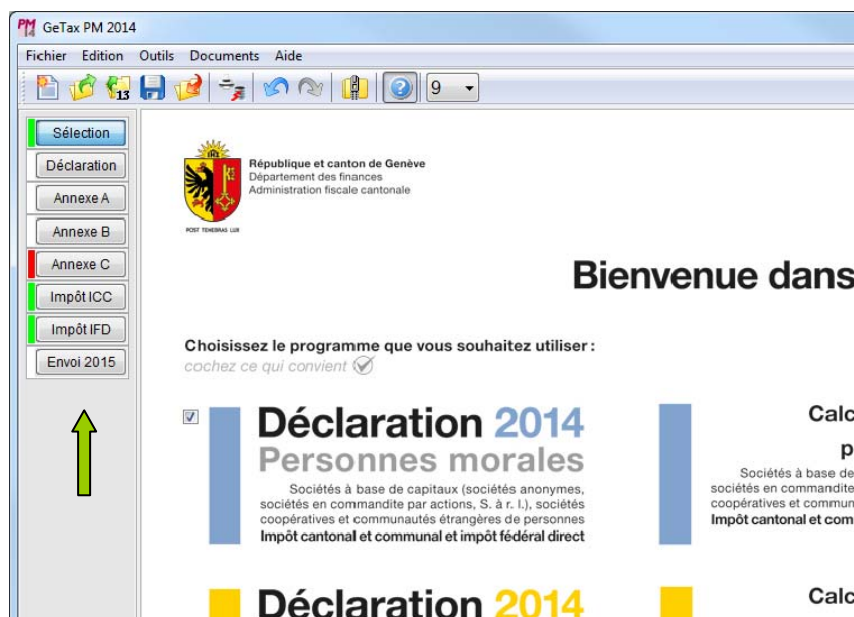 GeTax PM 2014
Fichier Edition Outils Documents Aide
13
9
Sélection
Déclaration
Annexe A
Annexe B
Annexe C
Impôt ICC
Impôt IFD
Envoi 2015
République et canton de Genève
Département des finances
Administration fiscale cantonale
POST TENEBRAS LUX
Bienvenue dans
Choisissez le programme que vous souhaitez utiliser :
cochez ce qui convient
Déclaration 2014
Personnes morales
Sociétés à base de capitaux (sociétés anonymes,
sociétés en commandite par actions, S. à r. l.), sociétés
coopératives et communautés étrangères de personnes
Impôt cantonal et communal et impôt fédéral direct
Calc
p
Sociétés à base de
sociétés en commandite
coopératives et commun
Impôt cantonal et com
Déclaration 2014
Calc